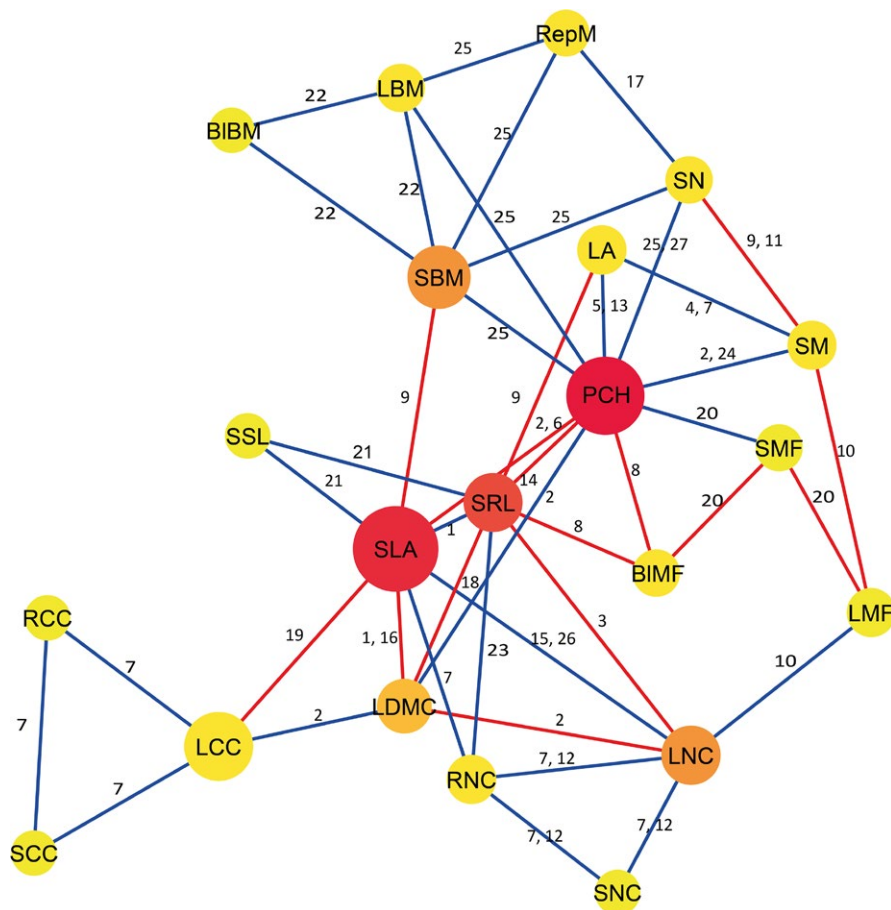 RepM
25
LBM
17
22
BIBM
25
SN
22
22
25
25
LA
25, 27
9, 11
SBM
5, 13
4, 7
25
SM
2, 24
PCH
9
9
20
2, 6
SSL
21
SMF
10
8
21
14
2
20
20
SRL
1
8
SLA
BIMF
18
LMF
RCC
3
19
1, 16
15, 26
23
7
7
10
7
LDMC
2
2
LCC
LNC
7, 12
RNC
7
7, 12
7, 12
SCC
SNC